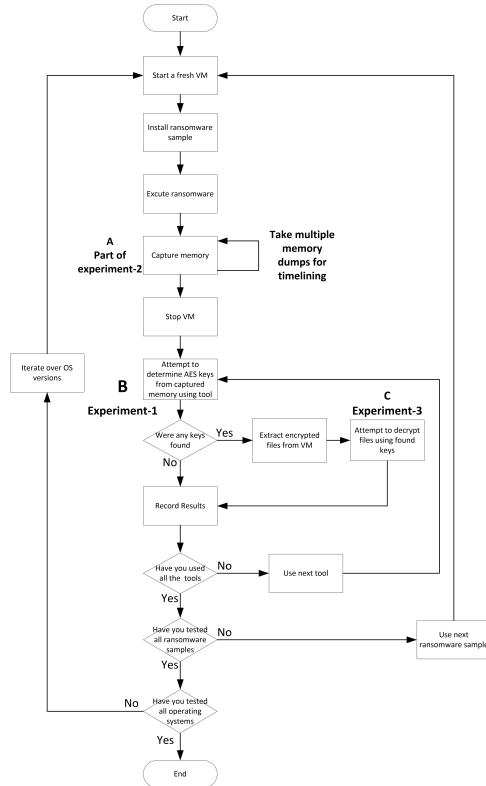 Start
Start a fresh VM
Install ransomware
sample
Excute ransomware
A
Part of
experiment-2
Capture memory
Take multiple
memory
dumps for
timelining
Stop VM
Iterate over OS
versions
B
Experiment-1
Attempt to
determine AES keys
from captured
memory using tool
C
Experiment-3
Were any keys
found
Yes
Extract encrypted
files from VM
Attempt to decrypt
files using found
keys
No
Record Results
Have you used
all the tools
No
Use next tool
Yes
Have you tested
all ransomware
samples
No
Use next
ransomware sample
Yes
Have you tested
all operating
systems
No
Yes
End